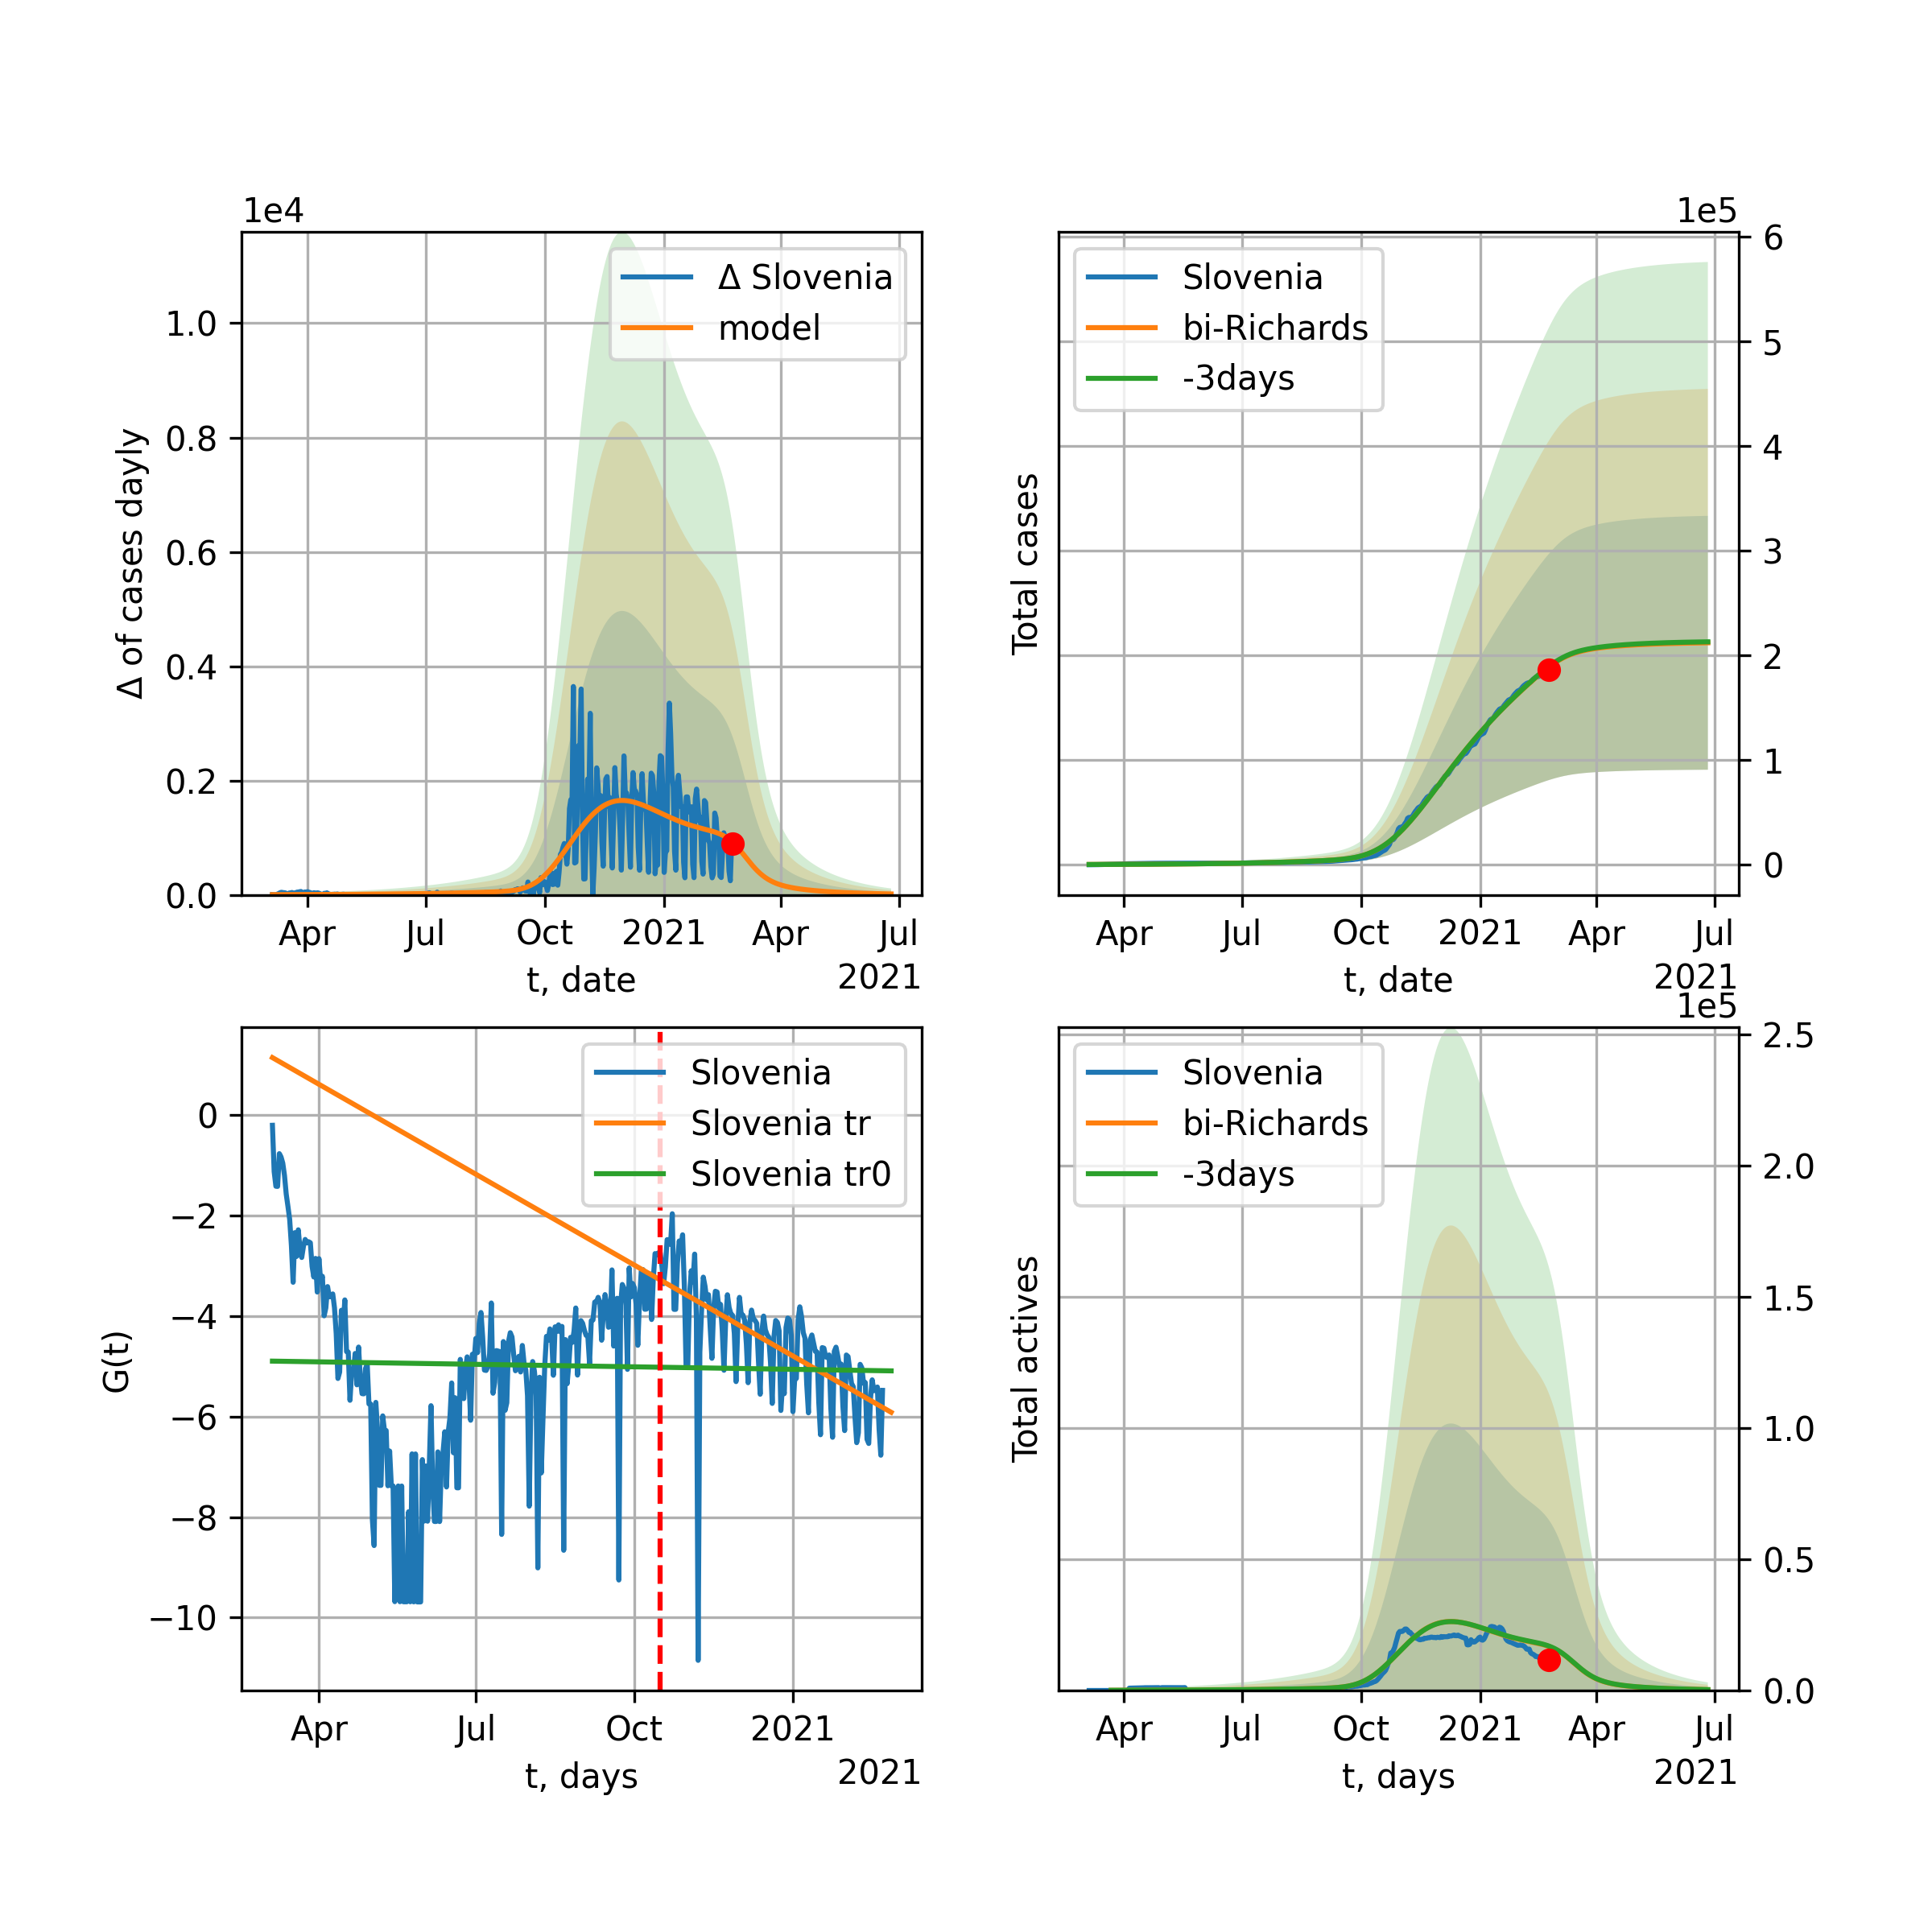 1e4
Δ Slovenia
model
1.0
0.8
0.6
0.4
0.2
0.0
Δ of cases dayly
Apr Jul Oct 2021 Apr Jul
t, date
2021
1e5
Slovenia
bi-Richards
-3days
6
5
4
3
2
1
0
Total cases
Apr Jul Oct 2021 Apr Jul
t, date
2021
Slovenia
Slovenia tr
Slovenia tr0
0
−2
−4
−6
−8
−10
G(t)
Apr Jul Oct 2021
t, days
2021
1e5
Slovenia
bi-Richards
-3days
2.5
2.0
1.5
1.0
0.5
0.0
Total actives
Apr Jul Oct 2021 Apr Jul
t, days
2021